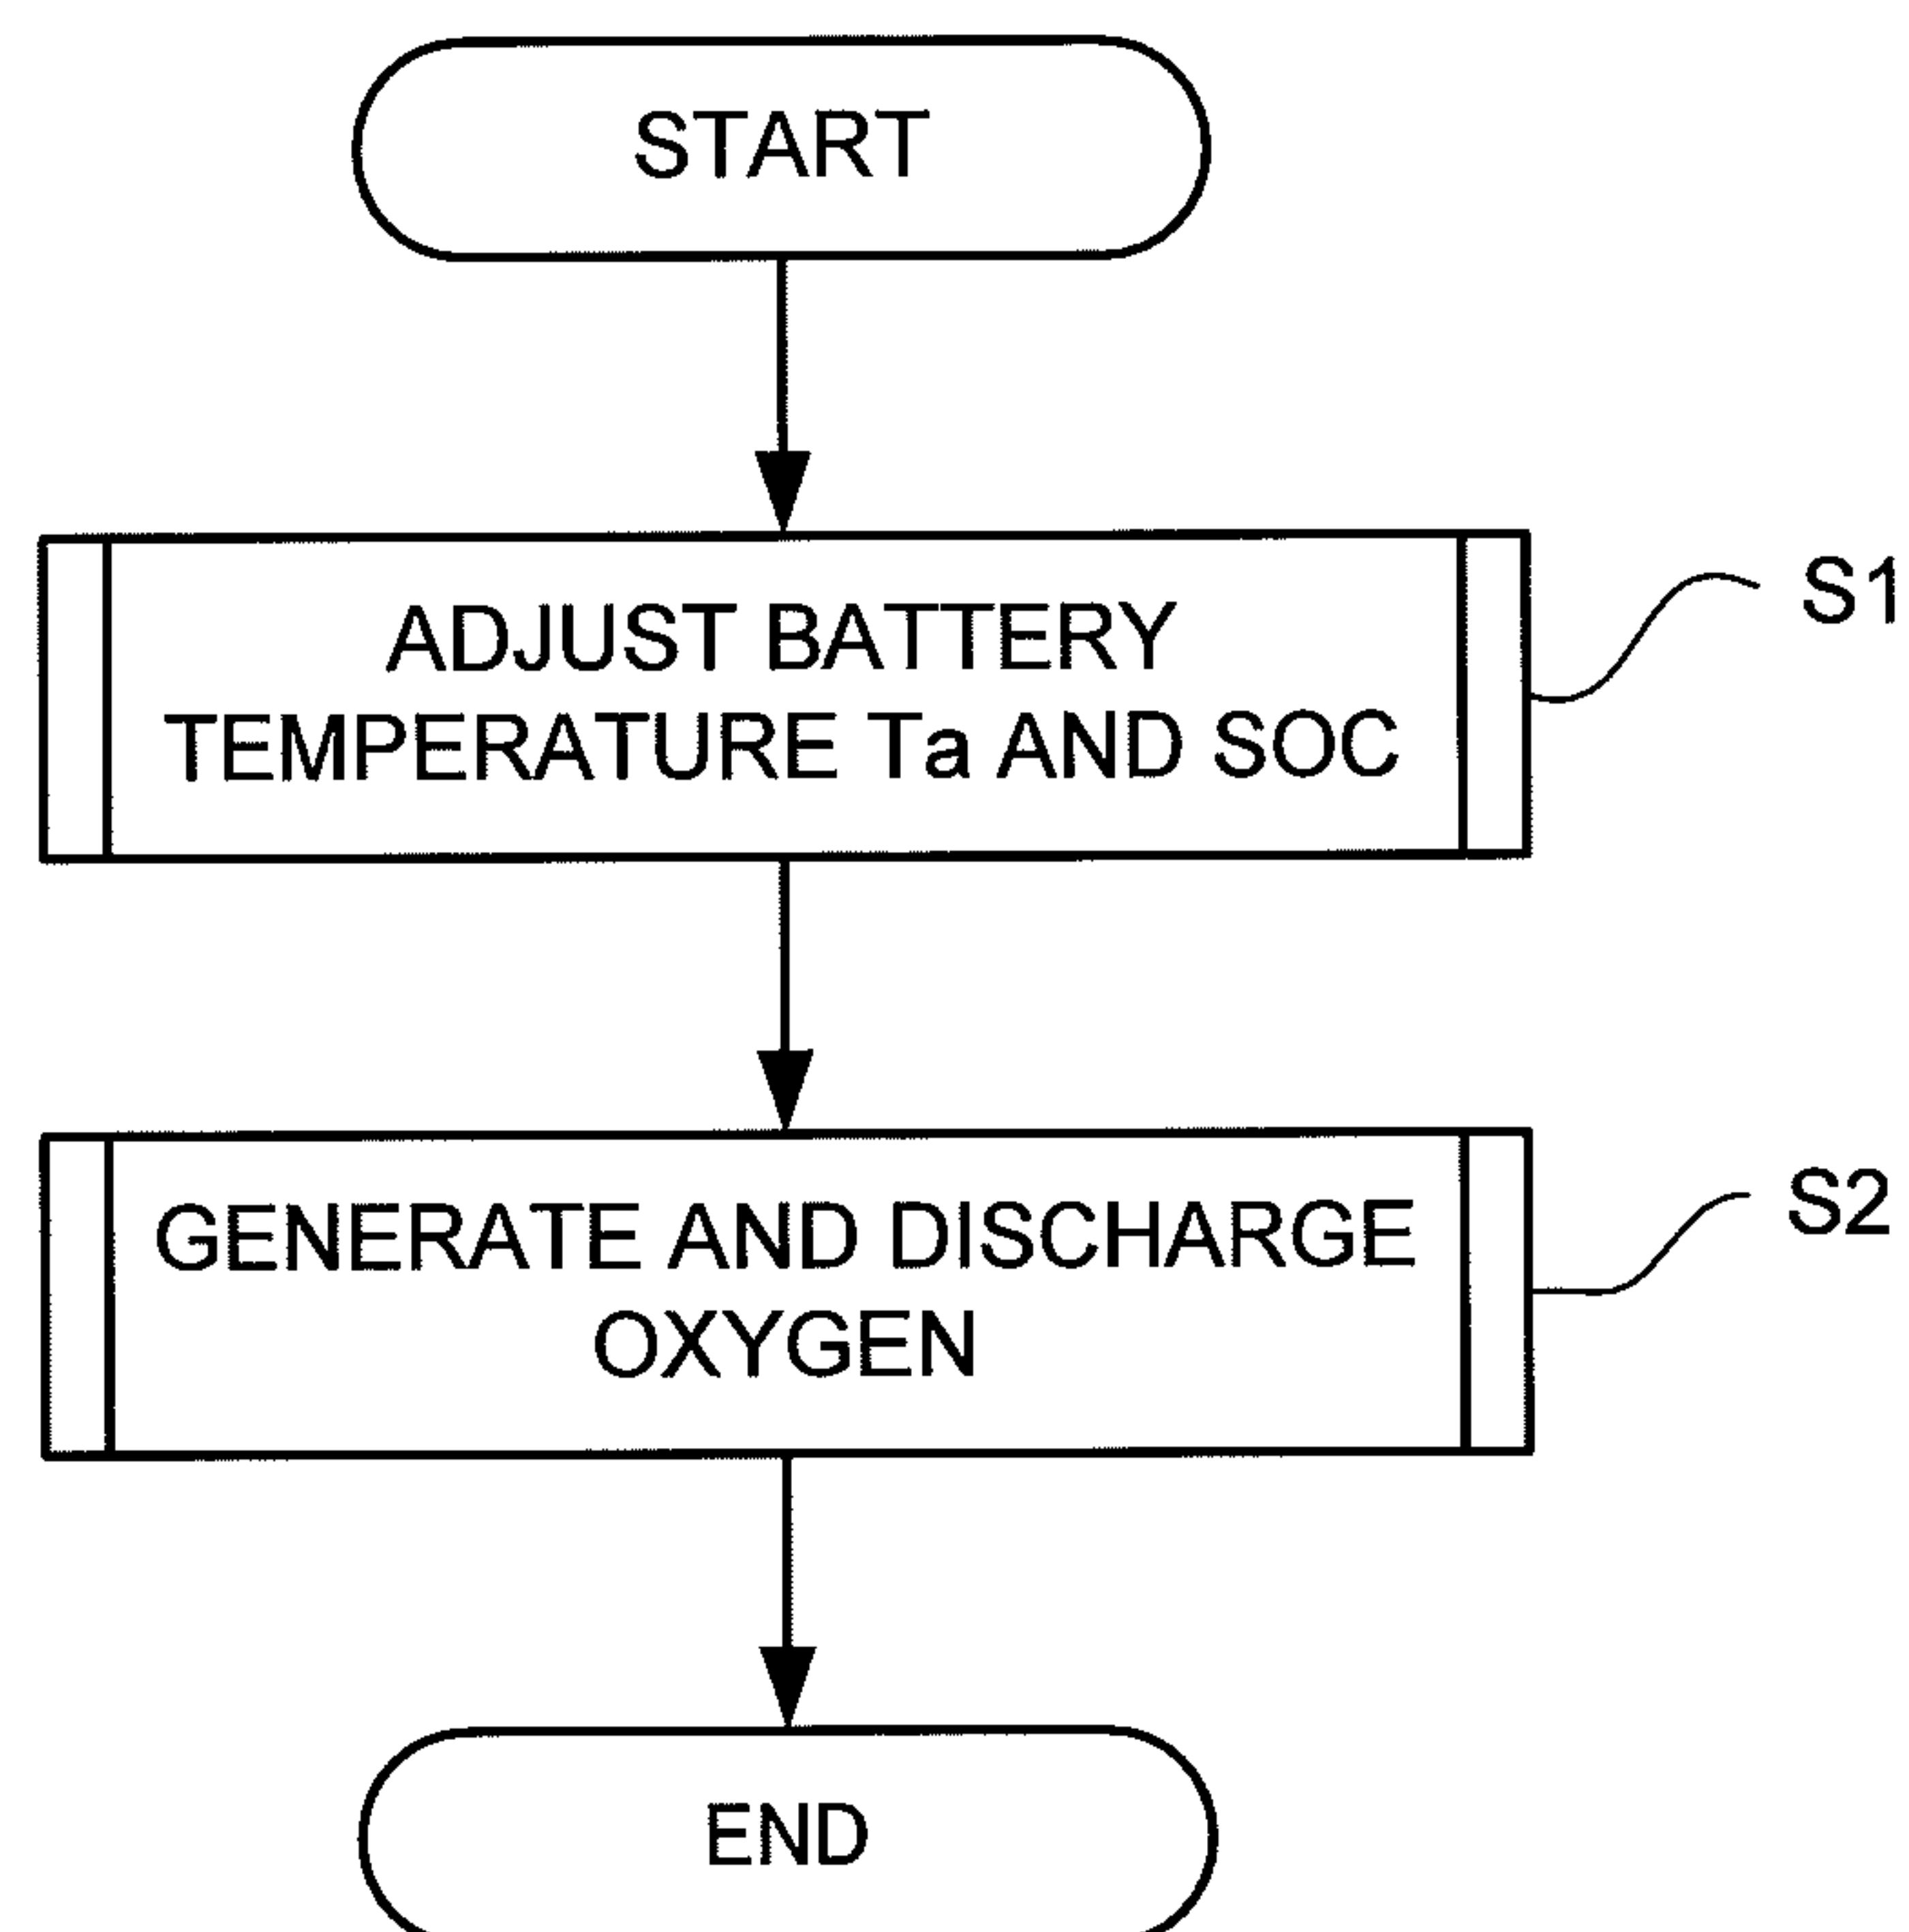 START
ADJUST BATTERY
TEMPERATURE Ta AND SOC
S1
GENERATE AND DISCHARGE
OXYGEN
S2
END